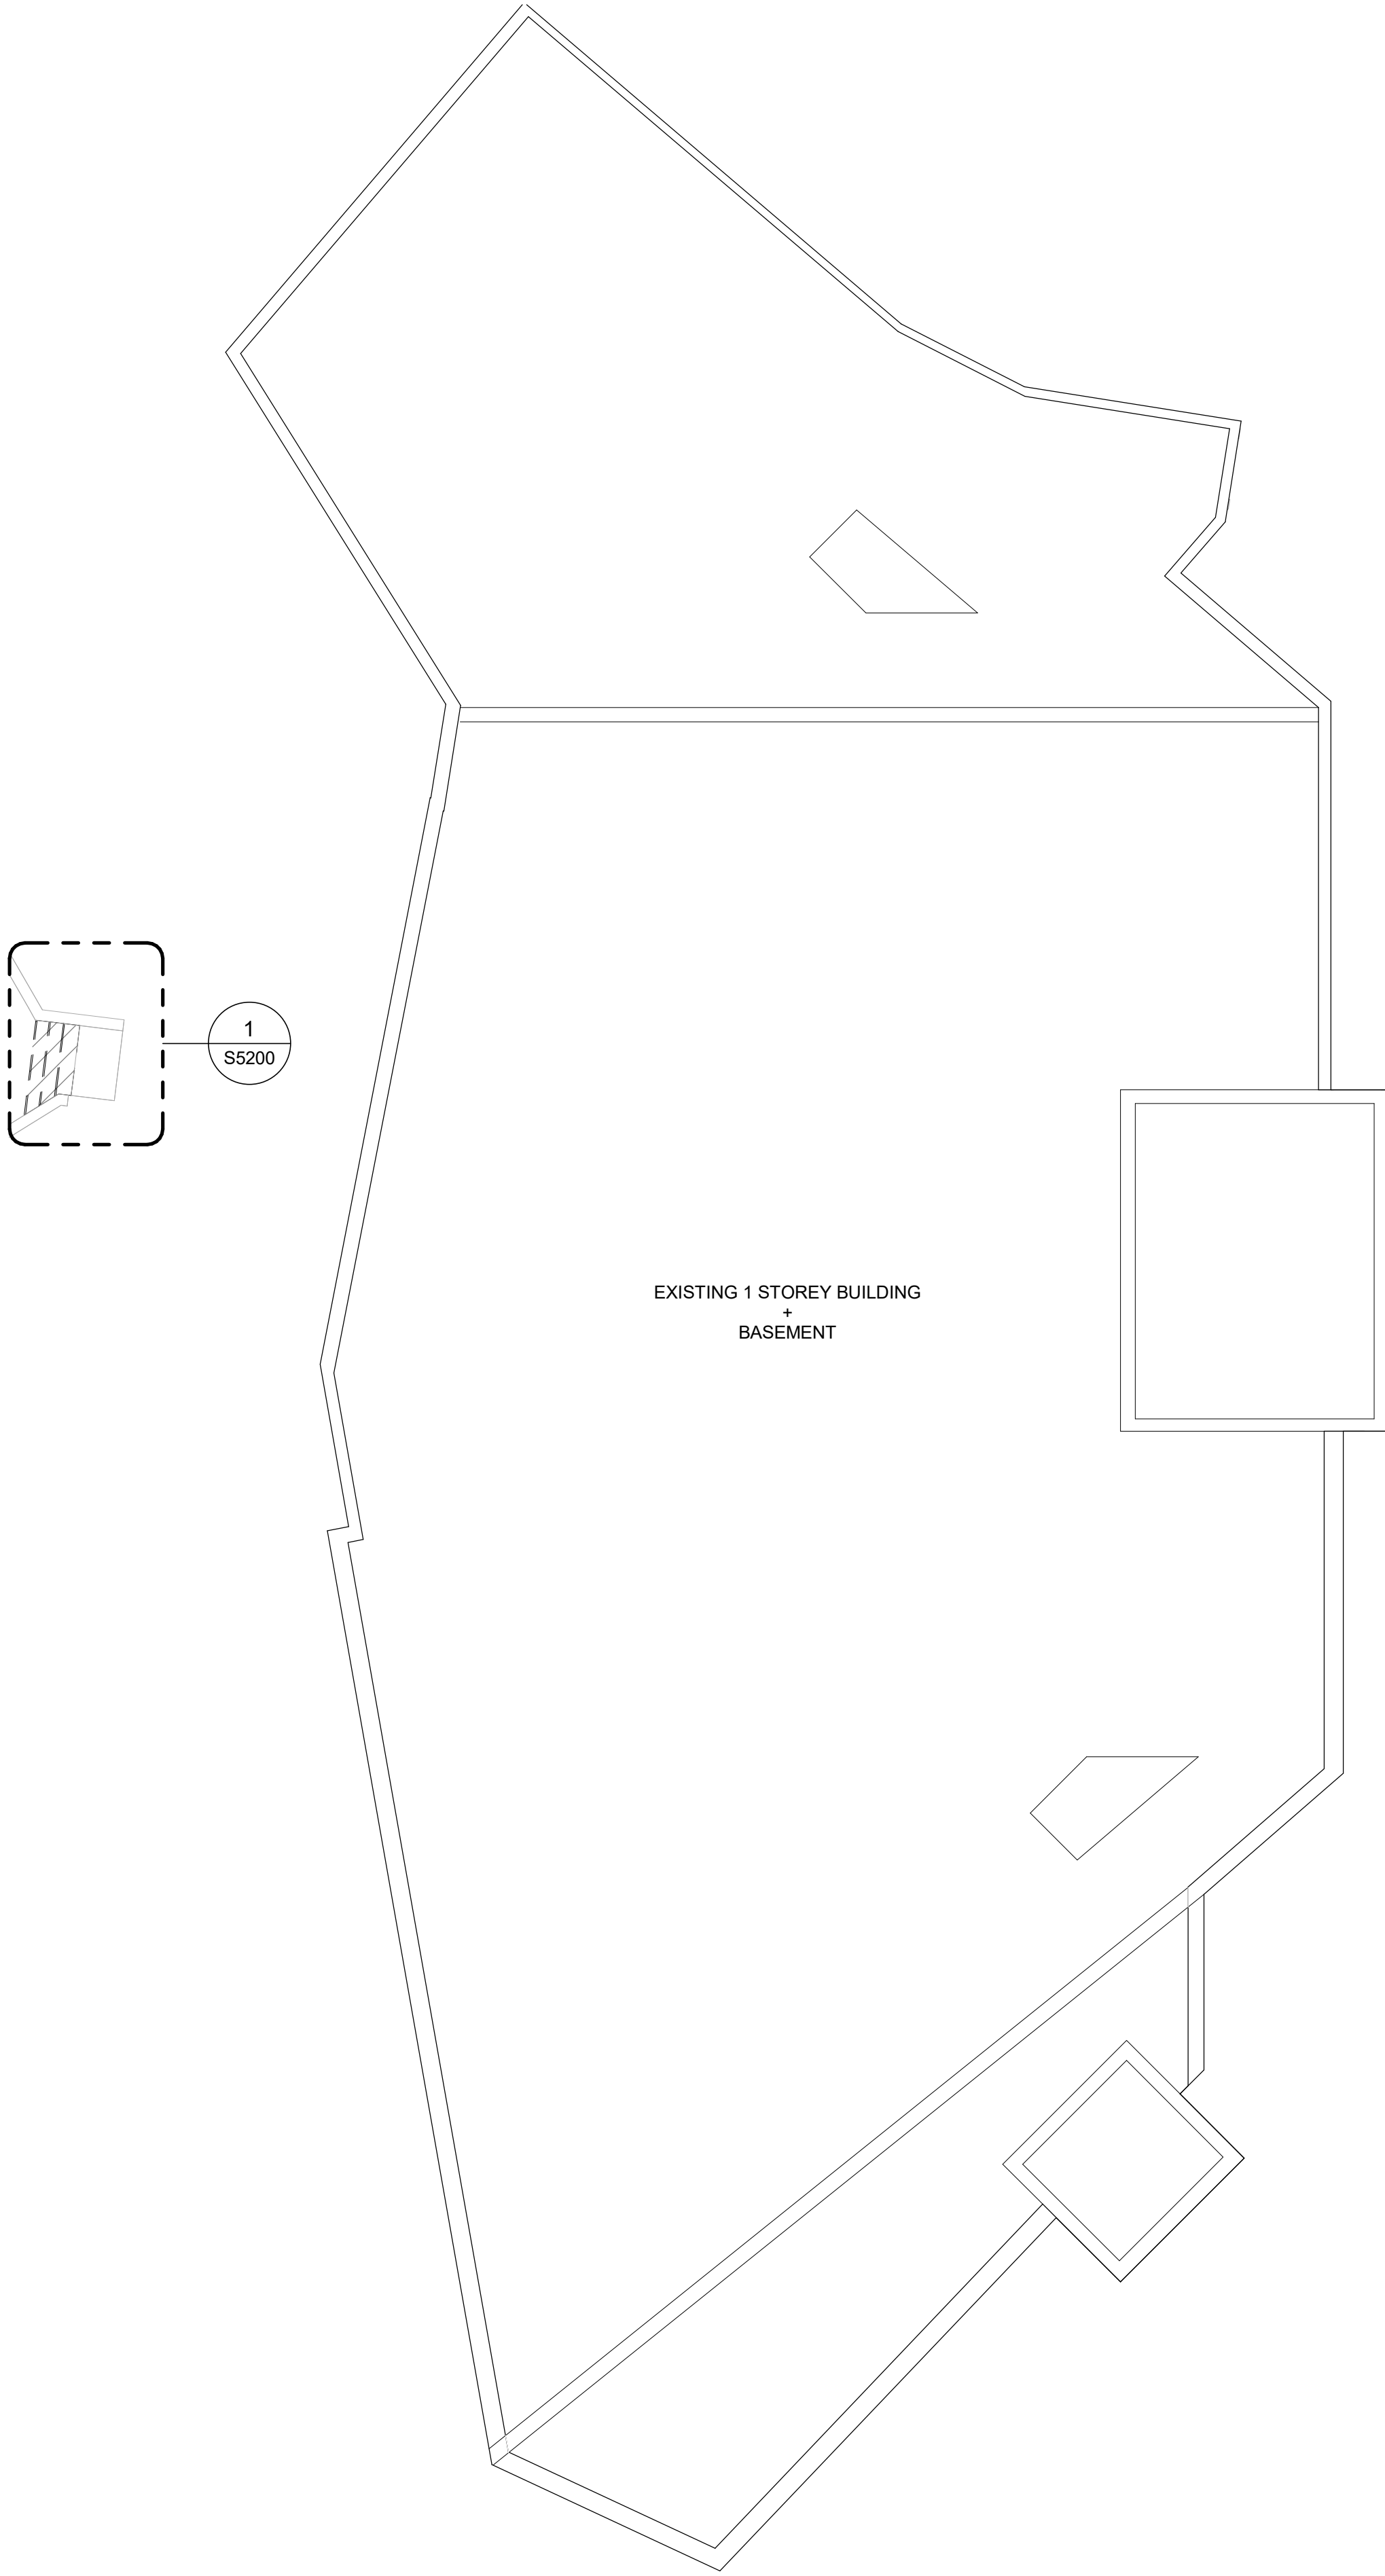 1
S5200
EXISTING 1 STOREY BUILDING
+
BASEMENT